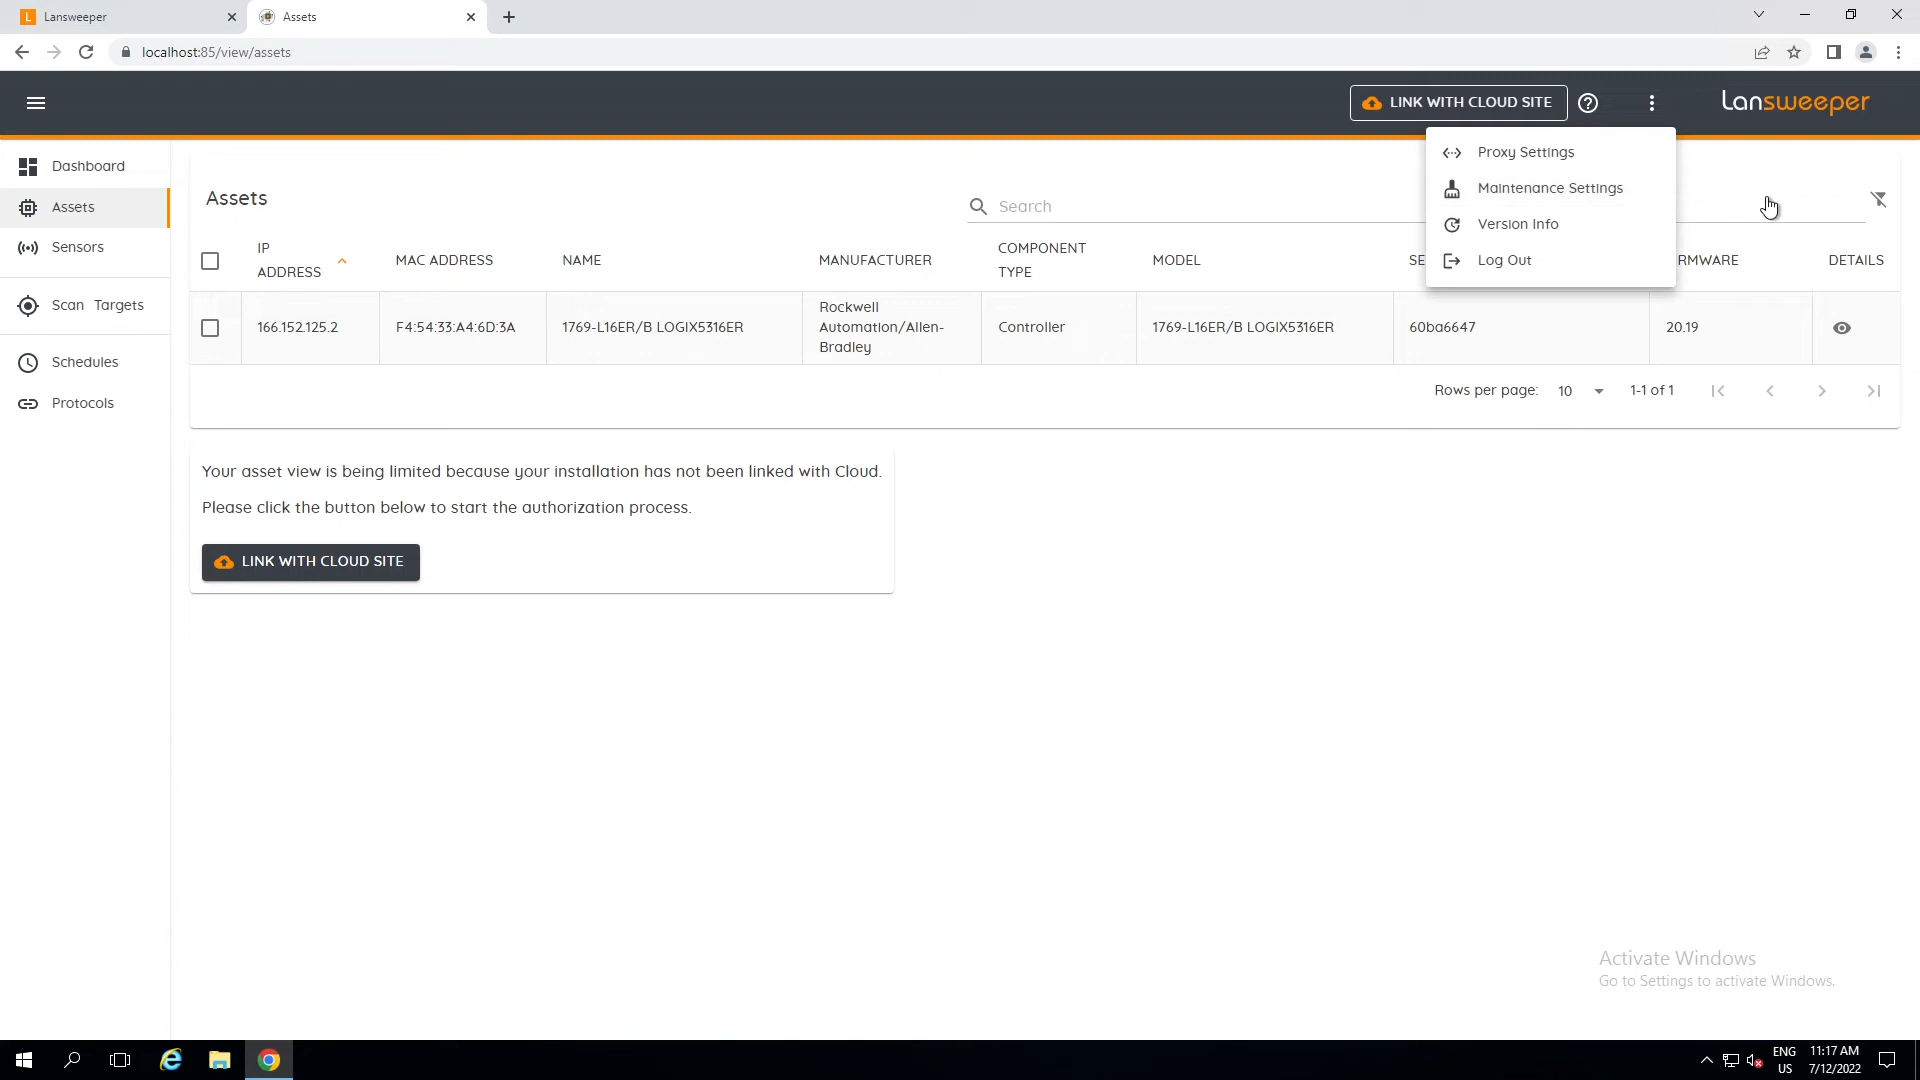 L Lansweeper
Assets
localhost:85/view/assets
LINK WITH CLOUD SITE
Lansweeper
Proxy Settings
Maintenance Settings
Version Info
Log Out
Dashboard
Assets
Sensors
Scan Targets
Schedules
Protocols
Assets
Search
IP
ADDRESS
MAC ADDRESS
NAME
MANUFACTURER
COMPONENT
TYPE
MODEL
SE
RMWARE
DETAILS
166.152.125.2
F4:54:33:A4:6D:3A
1769-L16ER/B LOGIX5316ER
Rockwell
Automation/Allen-
Bradley
Controller
1769-L16ER/B LOGIX5316ER
60ba6647
20.19
Rows per page: 10 1-1 of 1
Your asset view is being limited because your installation has not been linked with Cloud.
Please click the button below to start the authorization process.
LINK WITH CLOUD SITE
Activate Windows
Go to Settings to activate Windows.
ENG
US
11:17 AM
7/12/2022